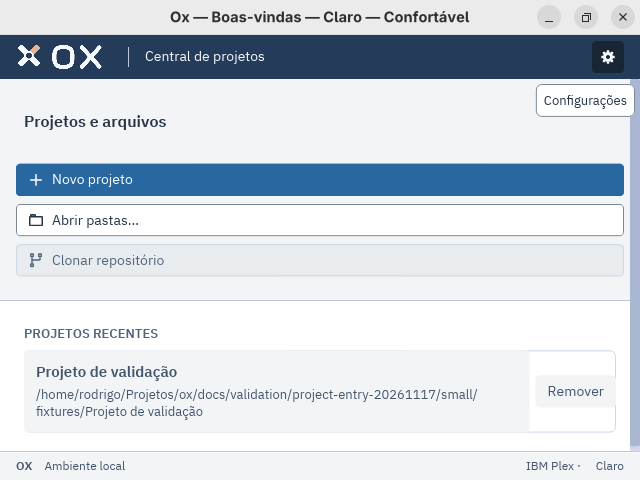 Ox — Boas-vindas — Claro — Confortável
OX Central de projetos
Configurações
Projetos e arquivos
Novo projeto
Abrir pastas...
Clonar repositório
PROJETOS RECENTES
Projeto de validação
/home/rodrigo/Projetos/ox/docs/validation/project-entry-20261117/small/
fixtures/Projeto de validação
Remover
OX Ambiente local IBM Plex · Claro